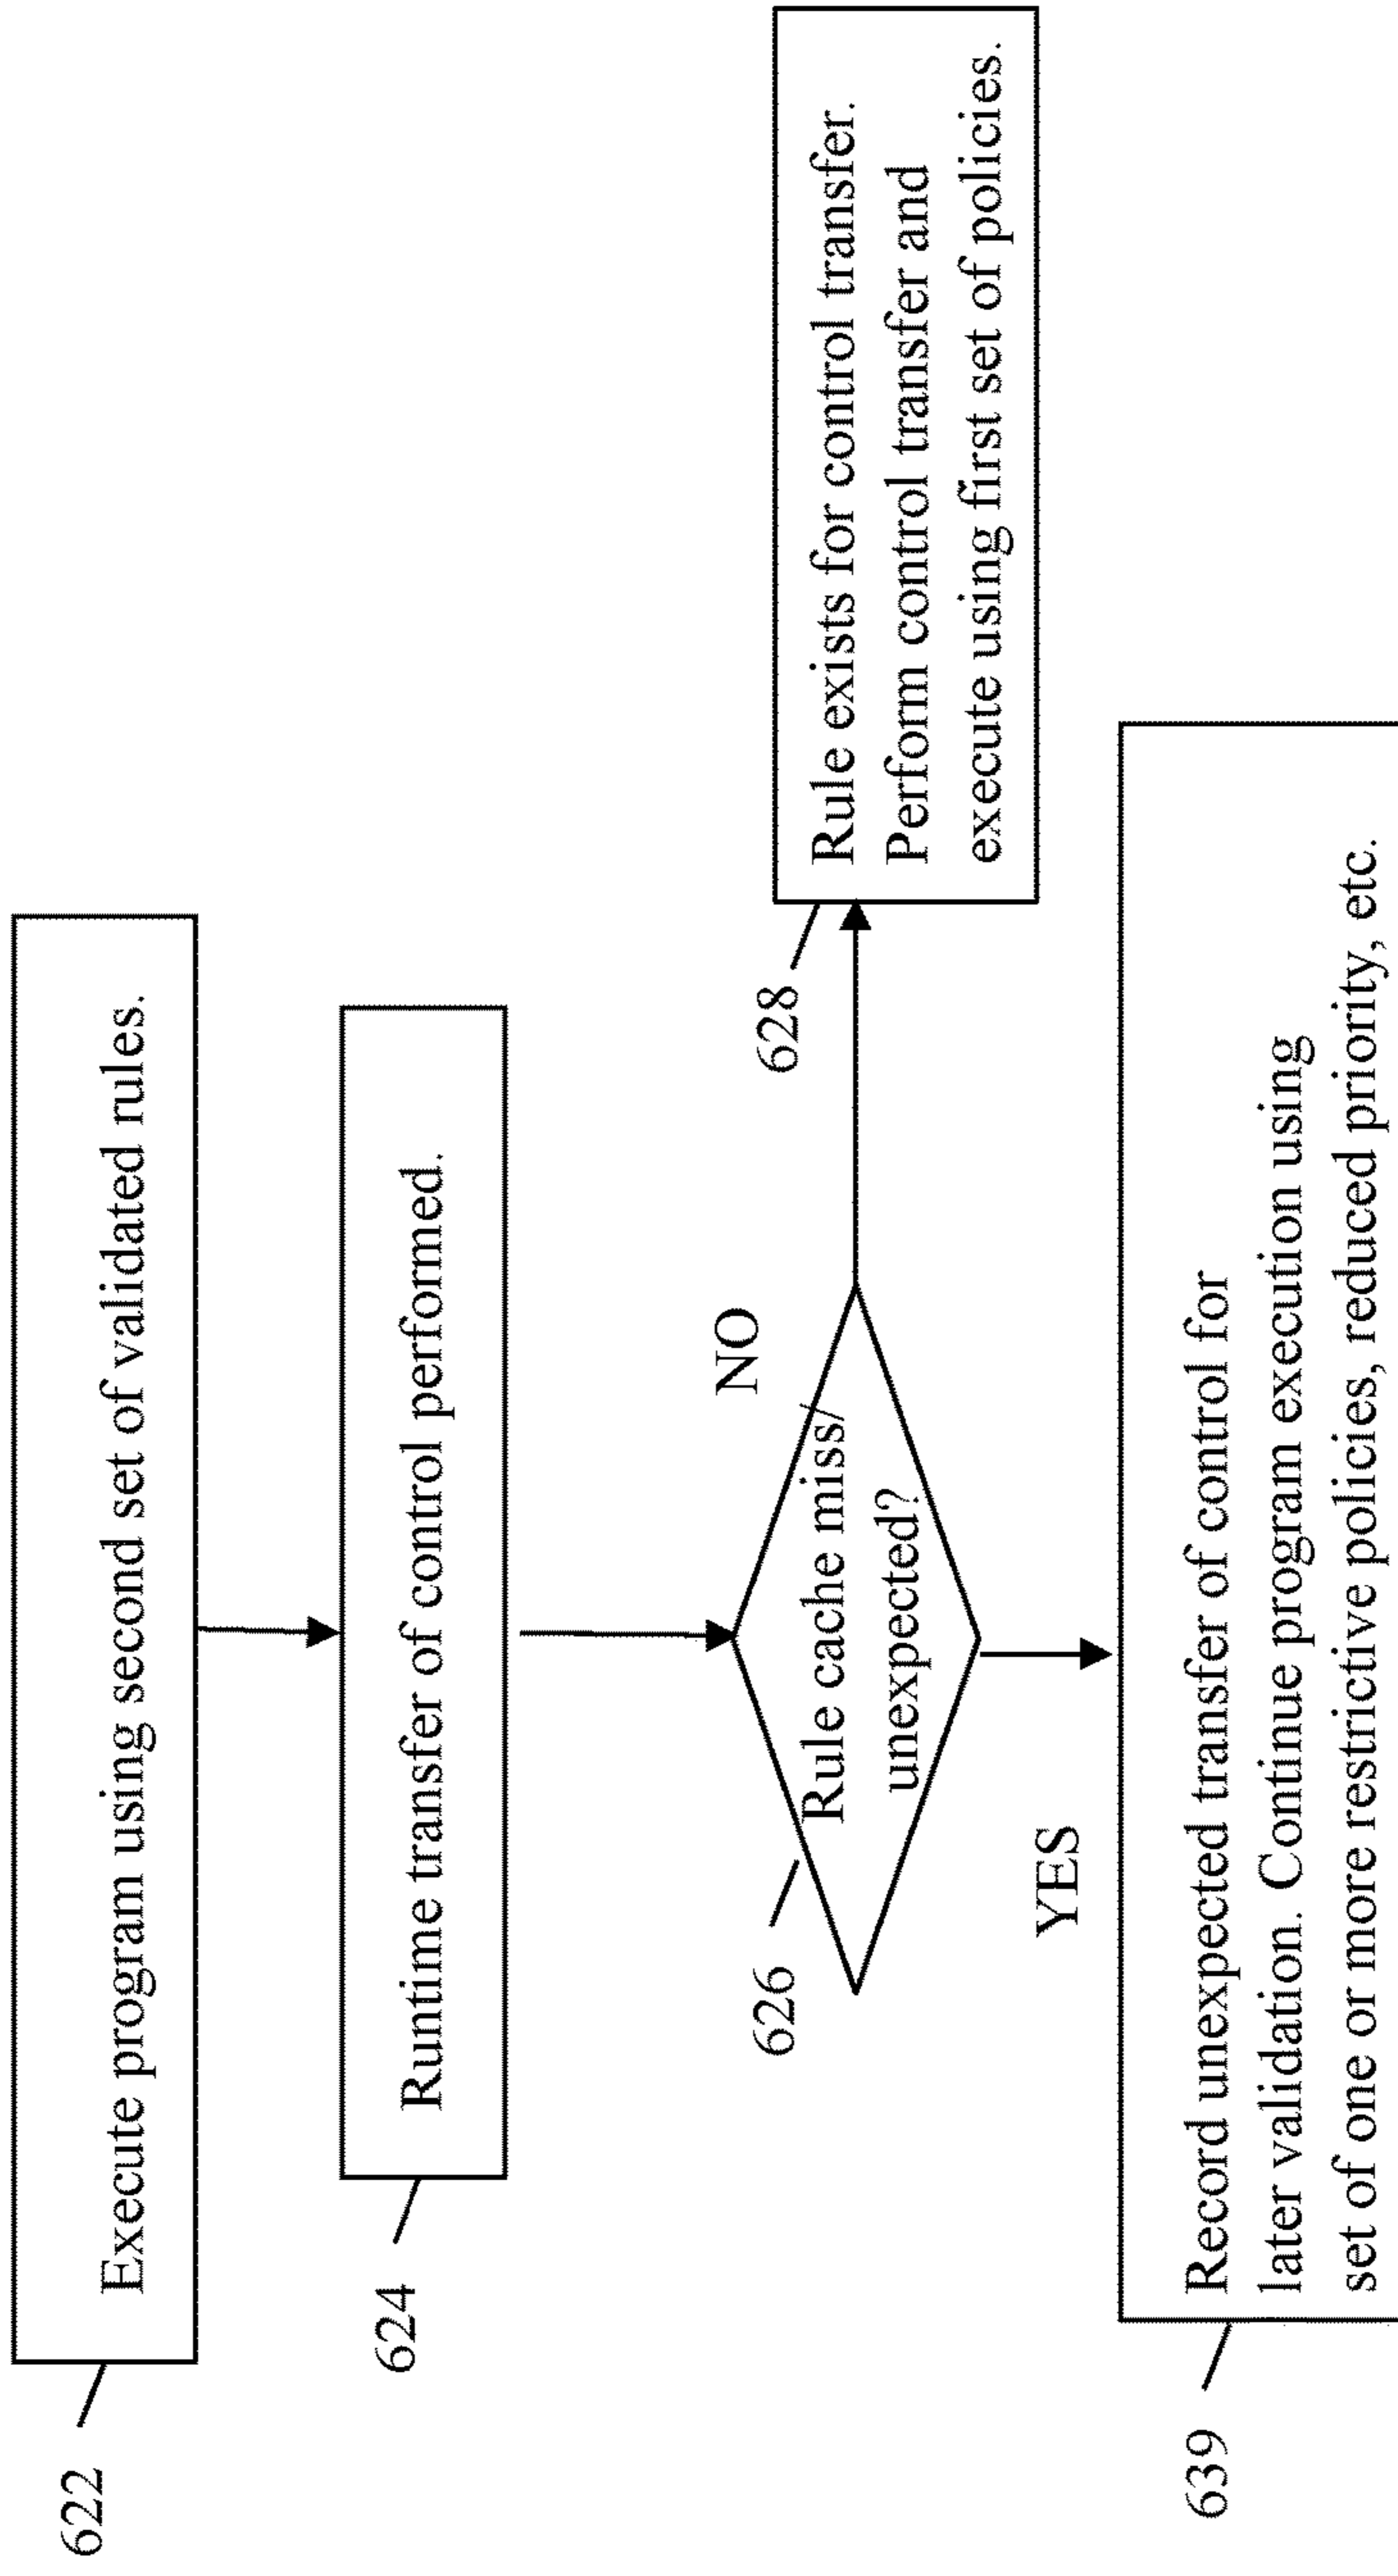 622
Execute program using second set of validated rules.
624
Runtime transfer of control performed.
626
Rule cache miss/
unexpected?
NO
628
Rule exists for control transfer.
Perform control transfer and
execute using first set of policies.
YES
639
Record unexpected transfer of control for
later validation. Continue program execution using
set of one or more restrictive policies, reduced priority, etc.